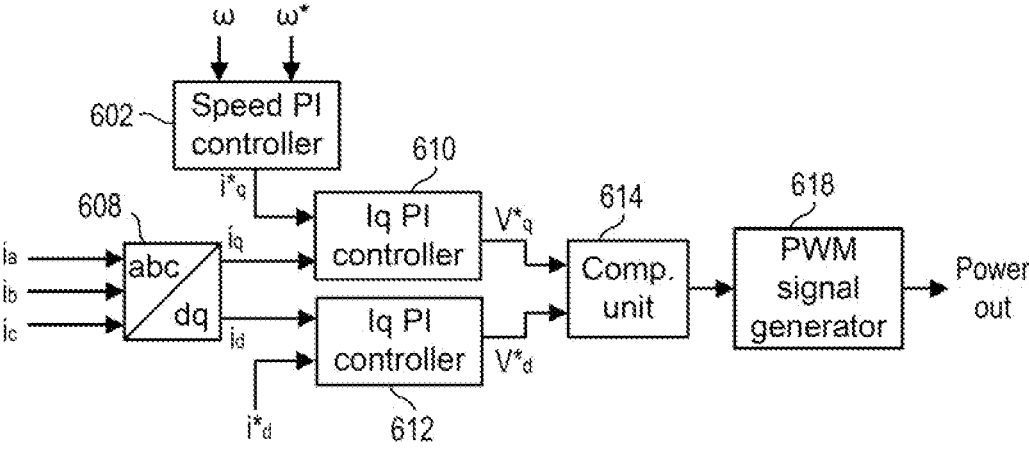 ω ω*
602
Speed PI
controller
i*q
608
610
614
618
ia
ib
ic
abc
dq
iq
id
Iq PI
controller
V*q
Iq PI
controller
V*d
i*d
612
Comp.
unit
PWM
signal
generator
Power
out